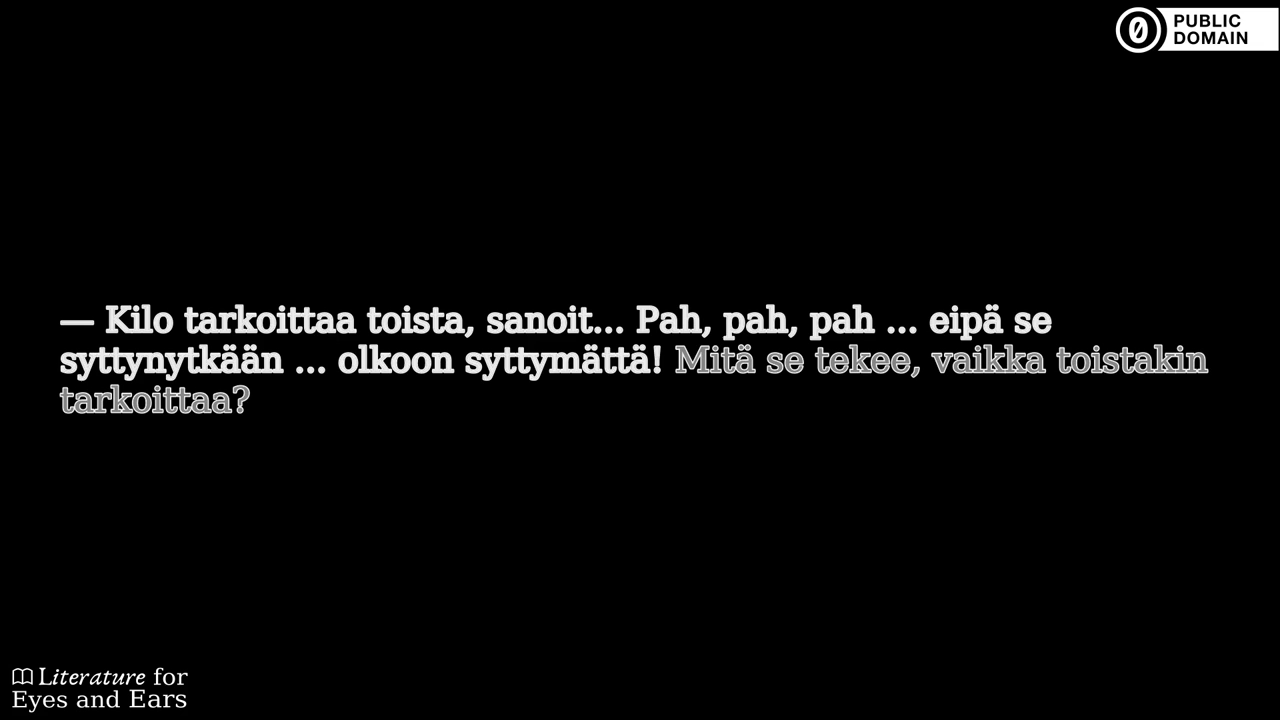 PUBLIC
DOMAIN
— Kilo tarkoittaa toista, sanoit... Pah, pah, pah ... eipä se
syttynytkään ... olkoon syttymättä! Mitä se tekee, vaikka toistakin
tarkoittaa?
Literature for
Eyes and Ears